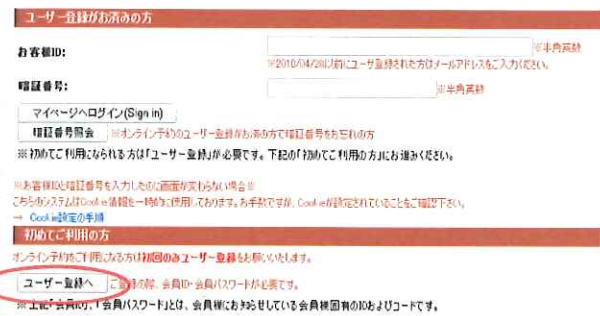 ユーザー登録がお済みの方
お客様ID:
※半角英数
※2010/04/28以前にユーザ登録された方はメールアドレスをご入力ください。
暗証番号:
※半角英数
マイページへログイン(Sign in)
暗証番号照会 ※オンライン予約のユーザー登録がお済の方で暗証番号をお忘れの方
※初めてご利用になられる方は「ユーザー登録」が必要です。下記の「初めてご利用の方」にお進みください。
※お客様IDと暗証番号を入力したのに画面が変わらない場合※
こちらのシステムはCookie情報を一時的に使用しております。お手数ですが、Cookieが設定されていることをご確認下さい。
→ Cookie設定の手順
初めてご利用の方
オンライン予約をご利用になる方は初回のみユーザー登録をお願いいたします。
ユーザー登録へ ご登録の際、会員ID・会員パスワードが必要です。
※上記「会員ID」、「会員パスワード」とは、会員様にお知らせしている会員様固有のIDおよびコードです。